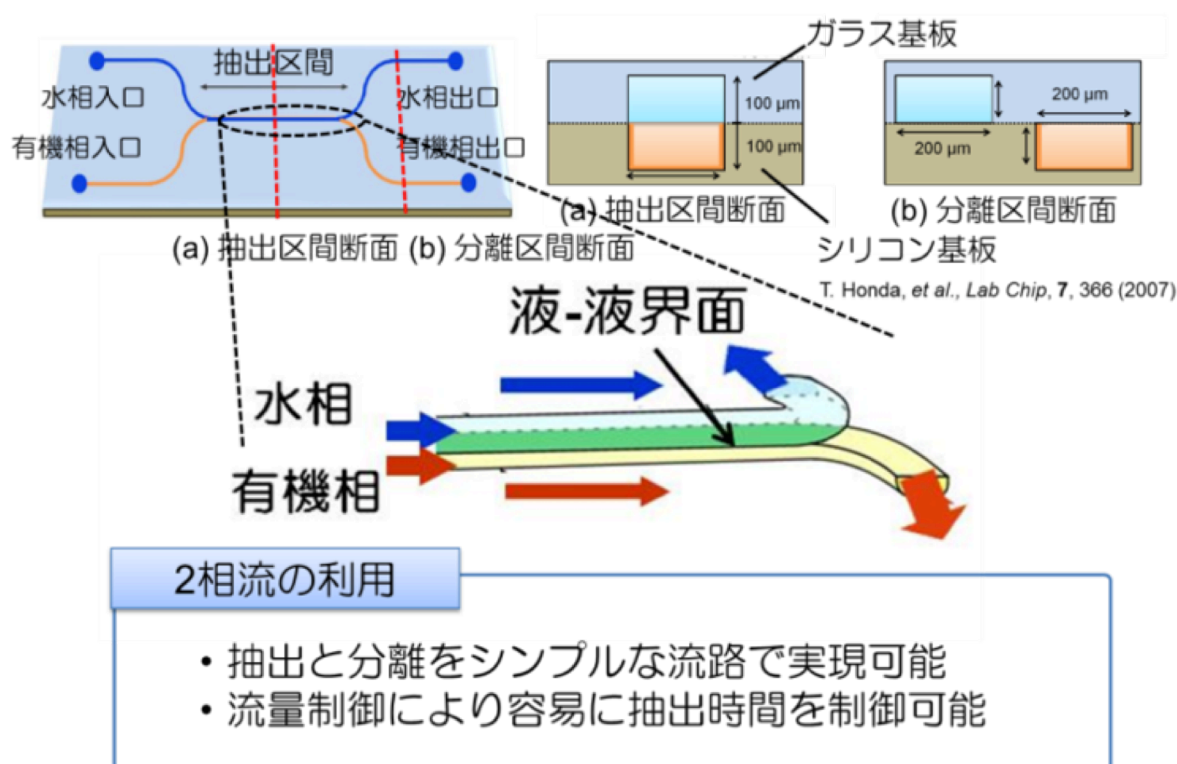 抽出区間
水相入口
水相出口
有機相入口
有機相出口
(a) 抽出区間断面 (b) 分離区間断面
ガラス基板
100 µm
100 µm
200 µm
200 µm
(a) 抽出区間断面
(b) 分離区間断面
シリコン基板
T. Honda, et al., Lab Chip, 7, 366 (2007)
液-液界面
水相
有機相
2相流の利用
• 抽出と分離をシンプルな流路で実現可能
• 流量制御により容易に抽出時間を制御可能